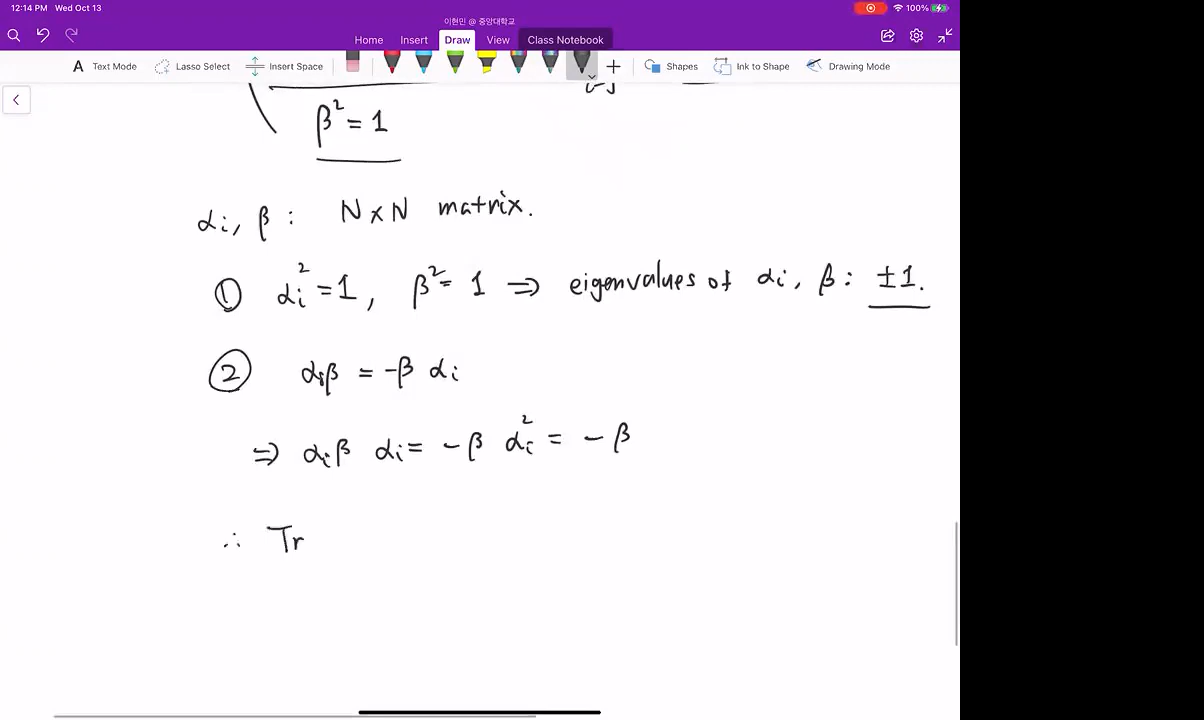 12:14 PM Wed Oct 13
100%
이현민 @ 중앙대학교
Home Insert Draw View Class Notebook
Text Mode Lasso Select Insert Space Shapes Ink to Shape Drawing Mode
β² = 1
αi, β : N×N matrix.
① αi² = 1, β² = 1 ⇒ eigenvalues of αi, β : ±1.
② αiβ = -β αi
⇒ αiβ αi = -β αi² = -β
∴ Tr